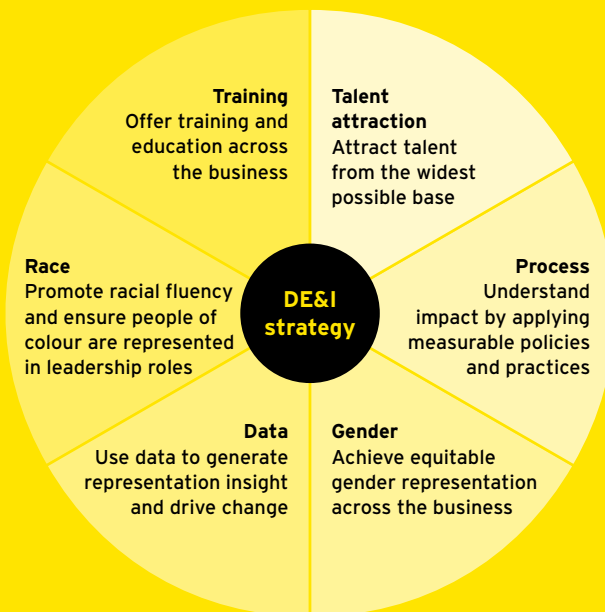 Training
Offer training and
education across
the business
Talent
attraction
Attract talent
from the widest
possible base
Race
Promote racial fluency
and ensure people of
colour are represented
in leadership roles
DE&I
strategy
Process
Understand
impact by applying
measurable policies
and practices
Data
Use data to generate
representation insight
and drive change
Gender
Achieve equitable
gender representation
across the business